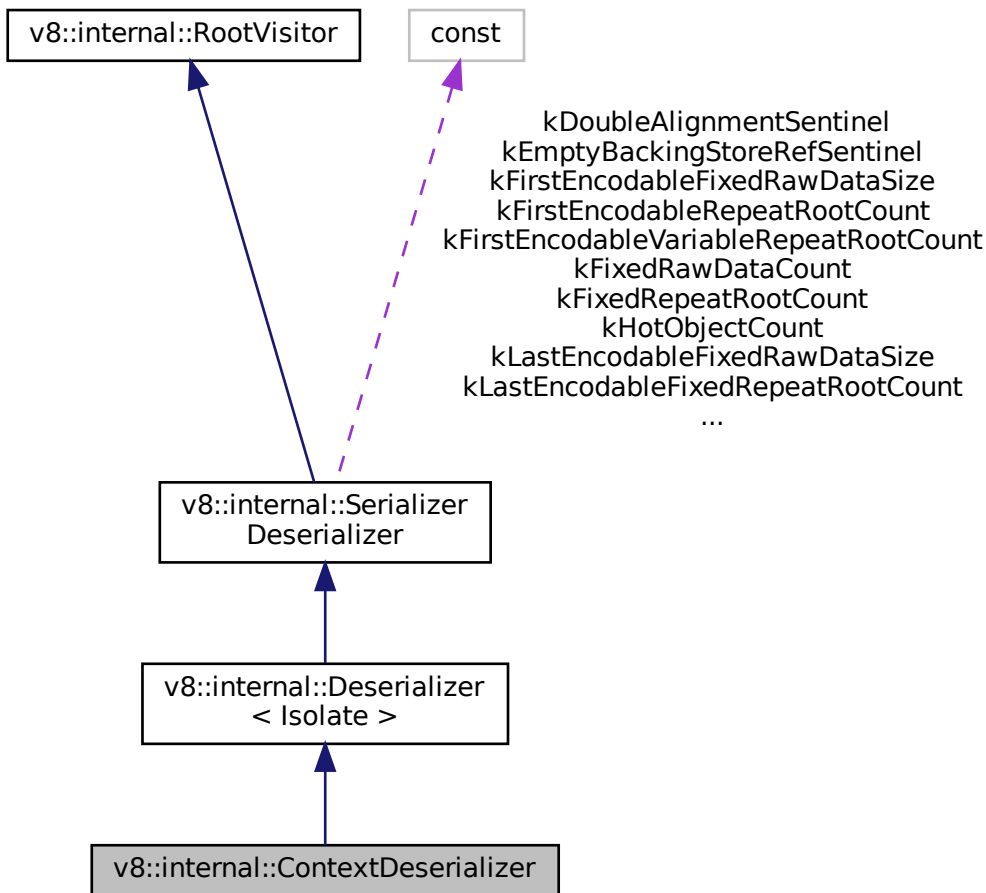 v8::internal::RootVisitor
const
kDoubleAlignmentSentinel
kEmptyBackingStoreRefSentinel
kFirstEncodableFixedRawDataSize
kFirstEncodableRepeatRootCount
kFirstEncodableVariableRepeatRootCount
kFixedRawDataCount
kFixedRepeatRootCount
kHotObjectCount
kLastEncodableFixedRawDataSize
kLastEncodableFixedRepeatRootCount
...
v8::internal::Serializer
Deserializer
v8::internal::Deserializer
< Isolate >
v8::internal::ContextDeserializer